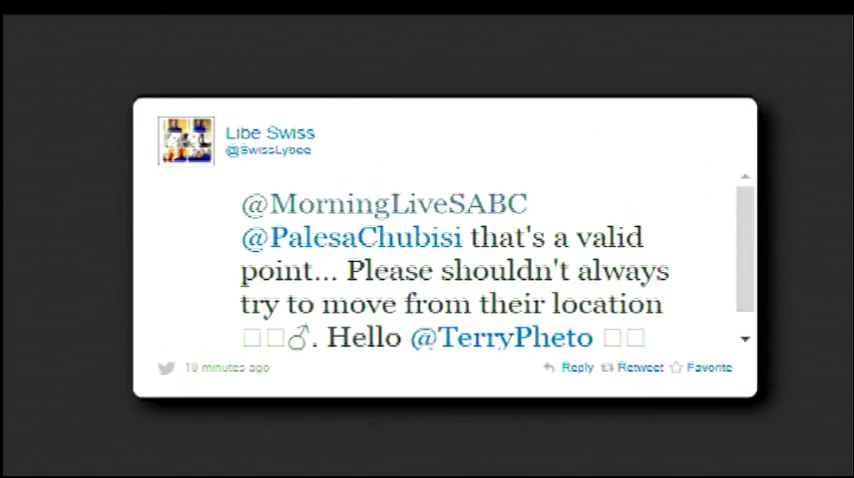 Libe Swiss
@SwissLybee
@MorningLiveSABC
@PalesaChubisi that's a valid
point... Please shouldn't always
try to move from their location
□□♂. Hello @TerryPheto □□
19 minutes ago
Reply Retweet Favorite